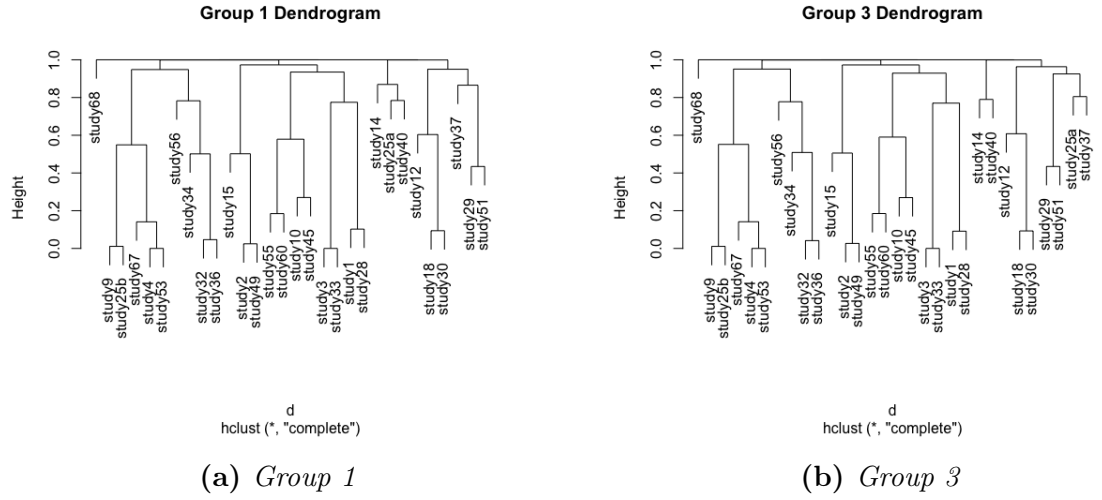 Group 1 Dendrogram
Height
1.0
0.8
0.6
0.4
0.2
0.0
study68
study9
study25b
study67
study4
study53
study56
study34
study32
study36
study15
study2
study49
study55
study60
study10
study45
study3
study33
study1
study28
study14
study25a
study40
study12
study18
study30
study37
study29
study51
d
hclust (*, "complete")
(a) Group 1
Group 3 Dendrogram
Height
1.0
0.8
0.6
0.4
0.2
0.0
study68
study9
study25b
study67
study4
study53
study56
study34
study32
study36
study15
study2
study49
study55
study60
study10
study45
study3
study33
study1
study28
study14
study40
study12
study18
study30
study29
study51
study25a
study37
d
hclust (*, "complete")
(b) Group 3